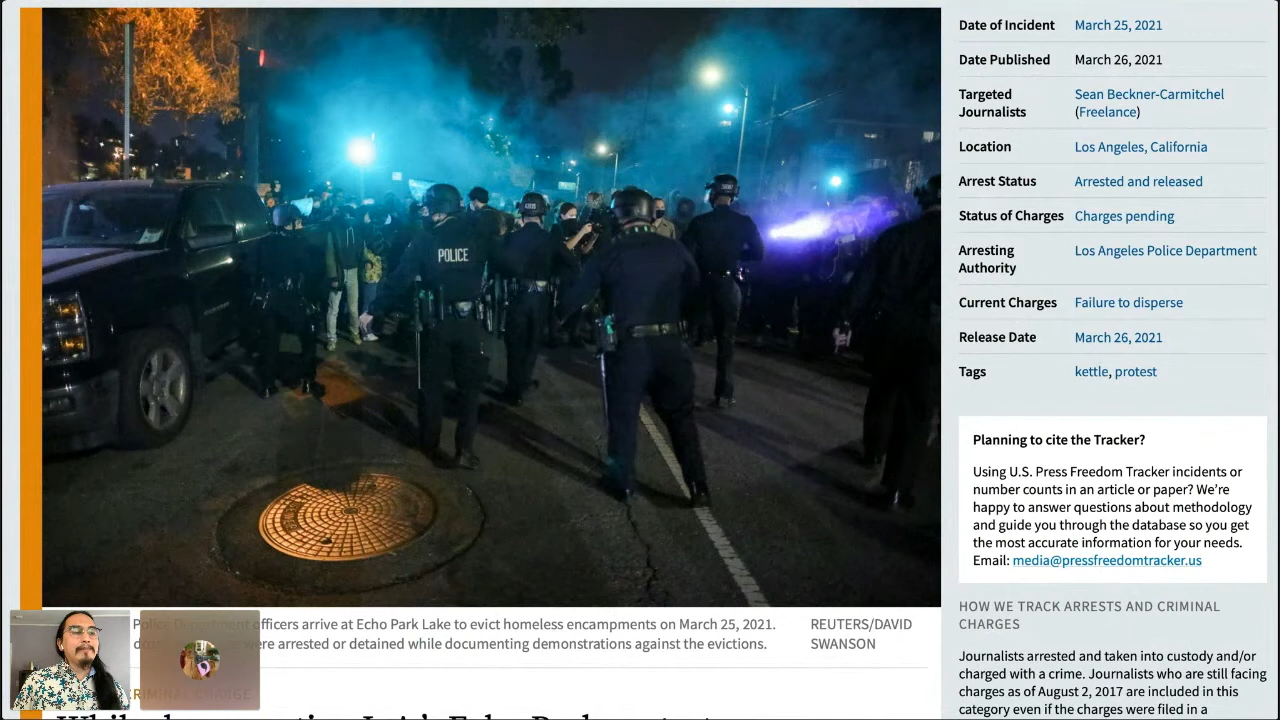 POLICE
Date of Incident March 25, 2021
Date Published March 26, 2021
Targeted Sean Beckner-Carmitchel
Journalists (Freelance)
Location Los Angeles, California
Arrest Status Arrested and released
Status of Charges Charges pending
Arresting Los Angeles Police Department
Authority
Current Charges Failure to disperse
Release Date March 26, 2021
Tags kettle, protest
Planning to cite the Tracker?
Using U.S. Press Freedom Tracker incidents or
number counts in an article or paper? We’re
happy to answer questions about methodology
and guide you through the database so you get
the most accurate information for your needs.
Email: media@pressfreedomtracker.us
HOW WE TRACK ARRESTS AND CRIMINAL
CHARGES
Journalists arrested and taken into custody and/or
charged with a crime. Journalists who are still facing
charges as of August 2, 2017 are included in this
category even if the charges were filed in a
Police Department officers arrive at Echo Park Lake to evict homeless encampments on March 25, 2021. REUTERS/DAVID
were arrested or detained while documenting demonstrations against the evictions. SWANSON
CRIMINAL CHARGE